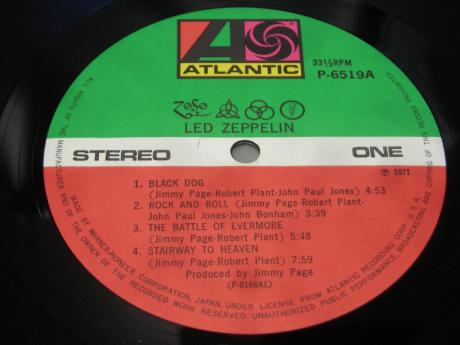 ATLANTIC
33⅓RPM
P-6519A
LED ZEPPELIN
STEREO
ONE
℗ 1971
1. BLACK DOG
(Jimmy Page-Robert Plant-John Paul Jones) 4:53
2. ROCK AND ROLL (Jimmy Page-Robert Plant-
John Paul Jones-John Bonham) 3:39
3. THE BATTLE OF EVERMORE
(Jimmy Page-Robert Plant) 5:48
4. STAIRWAY TO HEAVEN
(Jimmy Page-Robert Plant) 7:59
Produced by Jimmy Page
(P-8166A1)
MADE BY WARNER-PIONEER CORPORATION, JAPAN, UNDER LICENSE FROM ATLANTIC RECORDING CORP. U.S.A.
ALL RIGHTS OF THE MANUFACTURER AND OF THE OWNER OF THE RECORDED WORK RESERVED. UNAUTHORIZED PUBLIC PERFORMANCE, BROADCASTING AND COPYING OF THE RECORD PROHIBITED